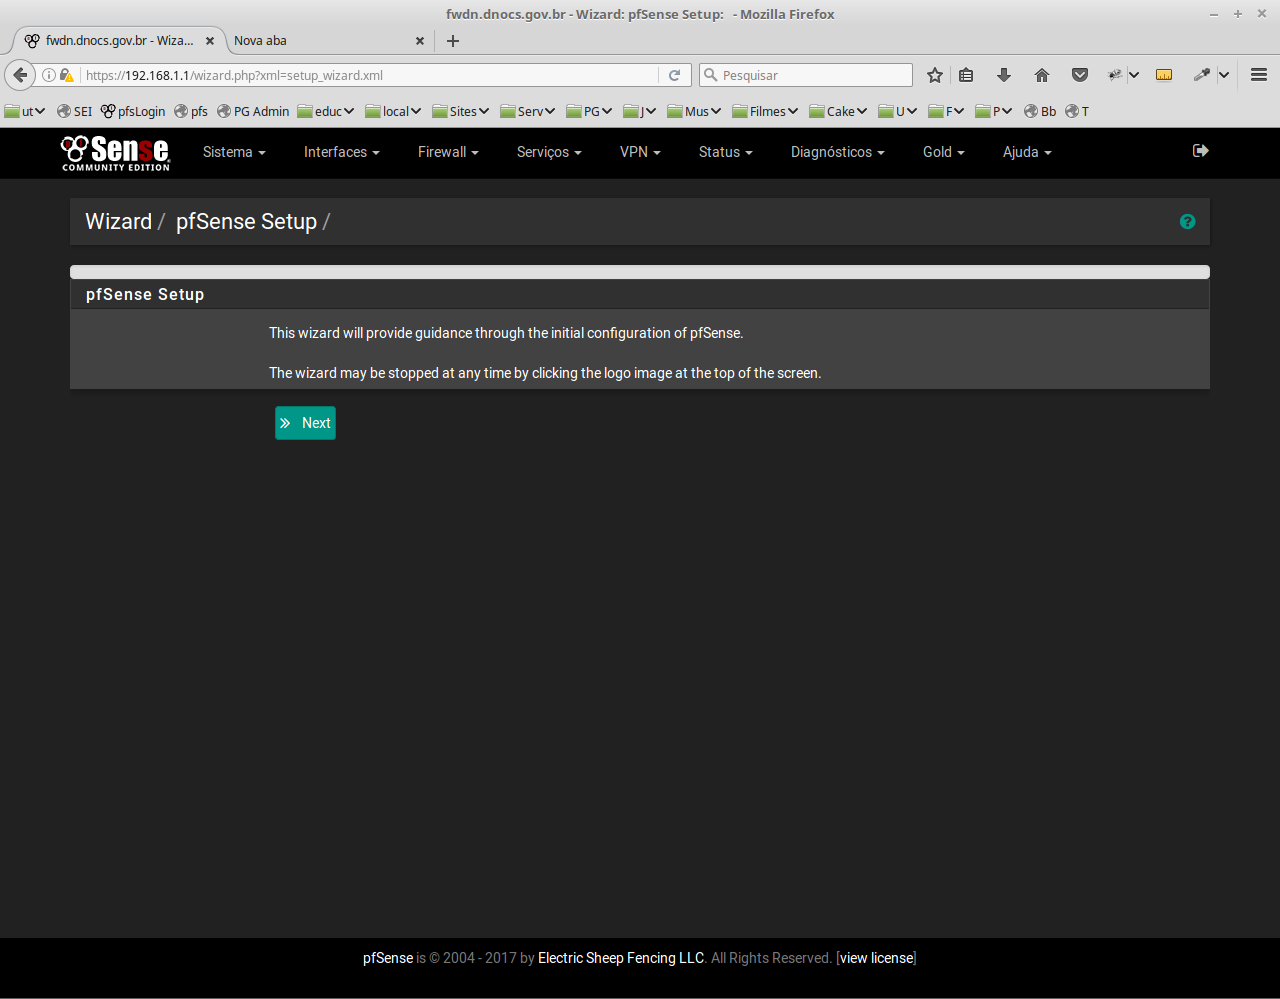 fwdn.dnocs.gov.br - Wizard: pfSense Setup:   - Mozilla Firefox
fwdn.dnocs.gov.br - Wiza...
Nova aba
https://192.168.1.1/wizard.php?xml=setup_wizard.xml
Pesquisar
ut SEI pfsLogin pfs PG Admin educ local Sites Serv PG J Mus Filmes Cake U F P Bb T
Sense
COMMUNITY EDITION
Sistema Interfaces Firewall Serviços VPN Status Diagnósticos Gold Ajuda
Wizard / pfSense Setup /
pfSense Setup
This wizard will provide guidance through the initial configuration of pfSense.
The wizard may be stopped at any time by clicking the logo image at the top of the screen.
Next
pfSense is © 2004 - 2017 by Electric Sheep Fencing LLC. All Rights Reserved. [view license]